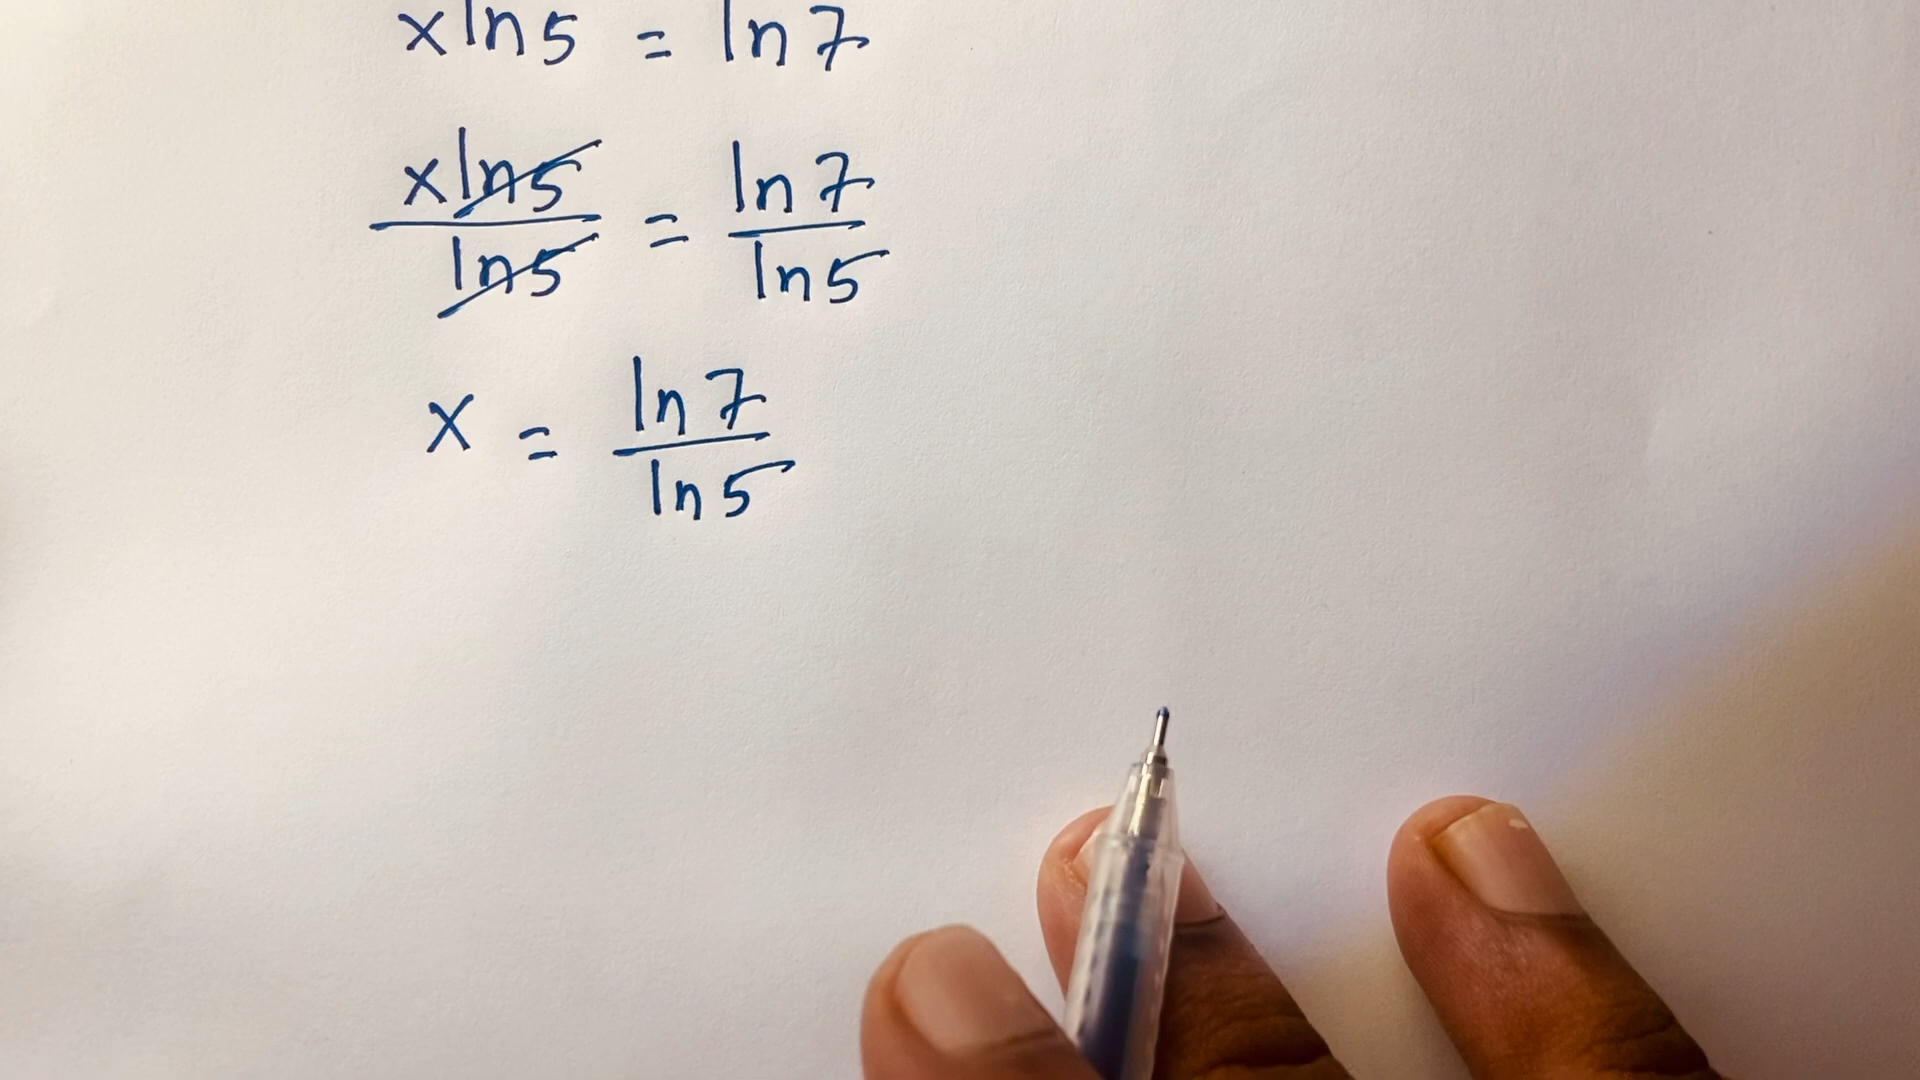 x ln 5 = ln 7
x ln 5 / ln 5 = ln 7 / ln 5
x = ln 7 / ln 5